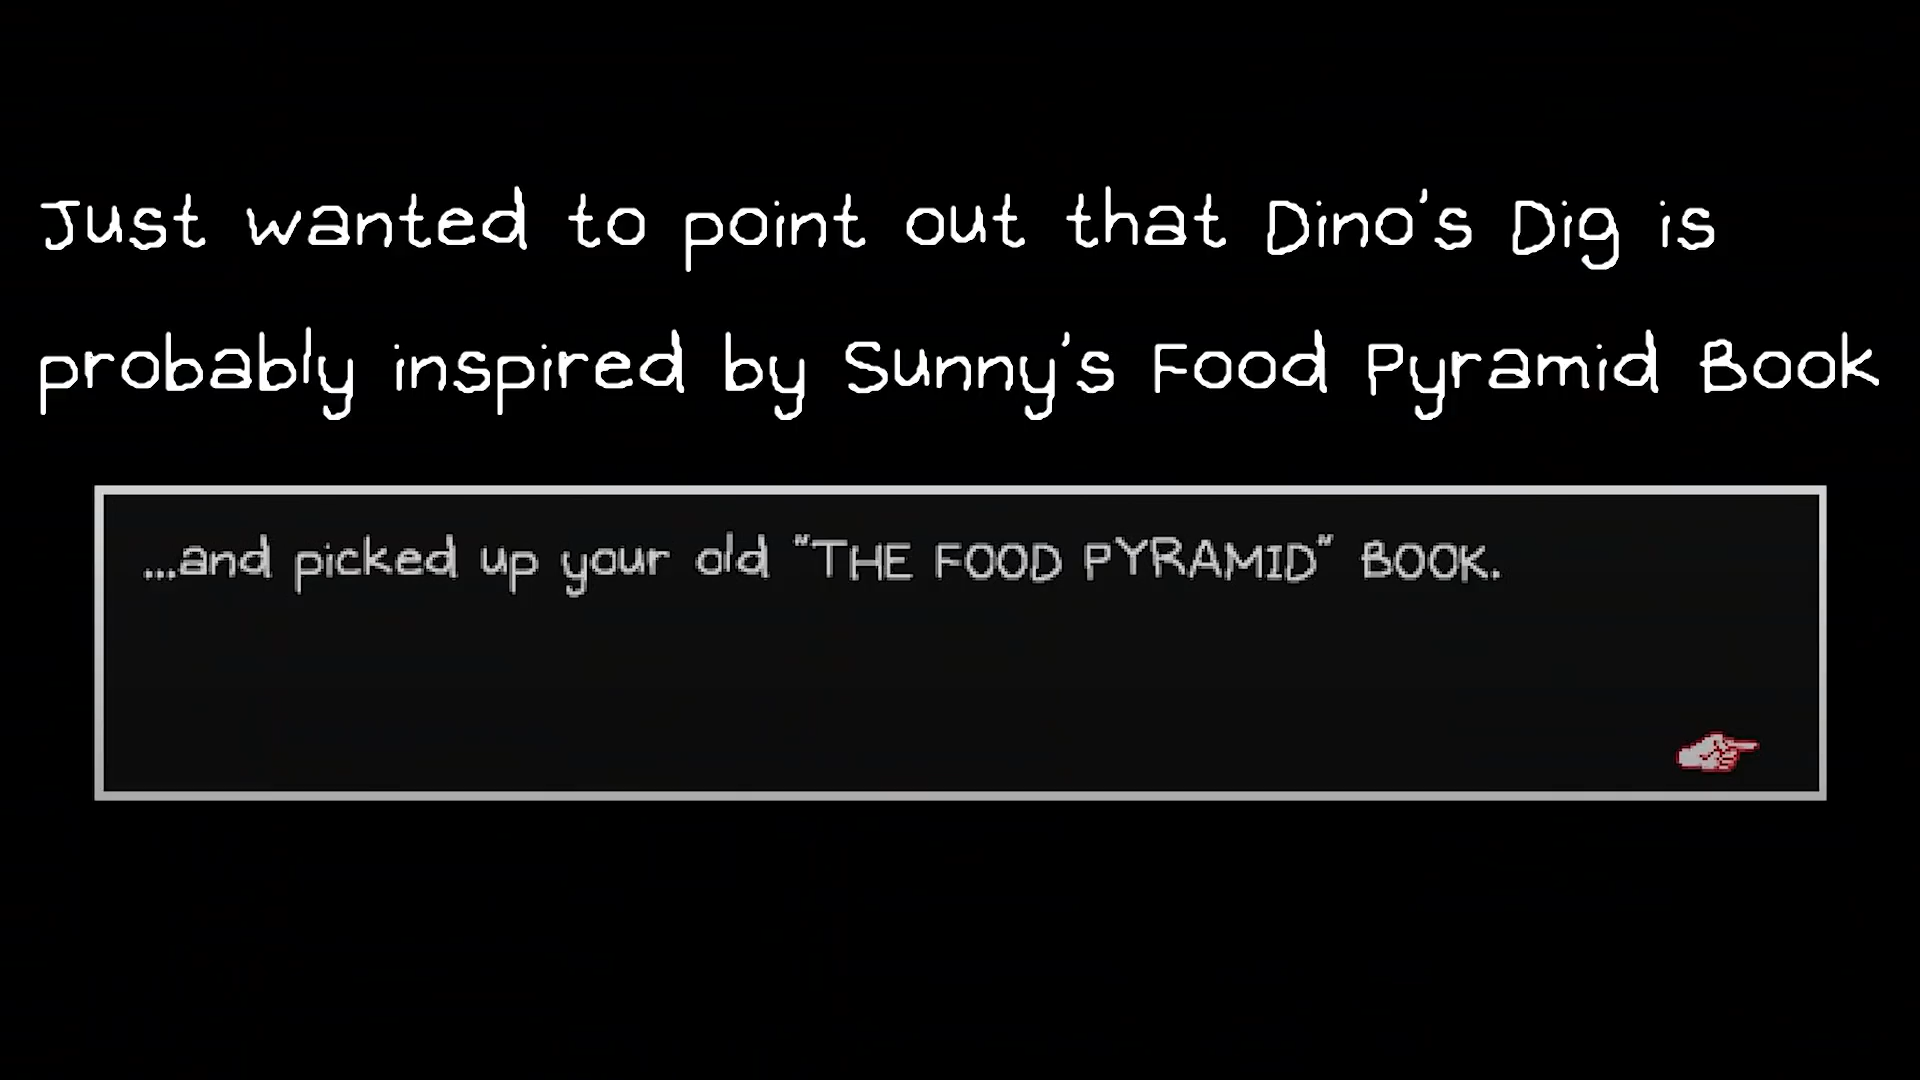 Just wanted to point out that Dino's Dig is
probably inspired by Sunny's Food Pyramid Book
...and picked up your old "THE FOOD PYRAMID" BOOK.